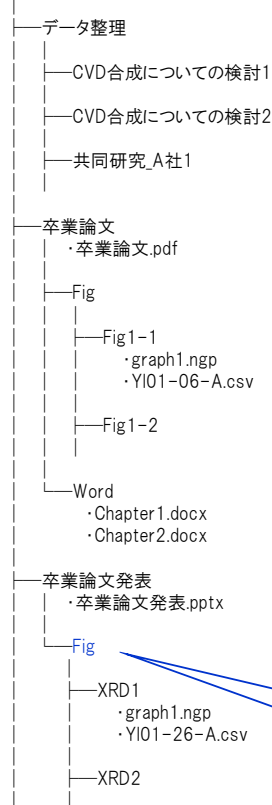 データ整理
CVD合成についての検討1
CVD合成についての検討2
共同研究_A社1
卒業論文
・卒業論文.pdf
Fig
Fig1-1
・graph1.ngp
・YI01-06-A.csv
Fig1-2
Word
・Chapter1.docx
・Chapter2.docx
卒業論文発表
・卒業論文発表.pptx
Fig
XRD1
・graph1.ngp
・YI01-26-A.csv
XRD2